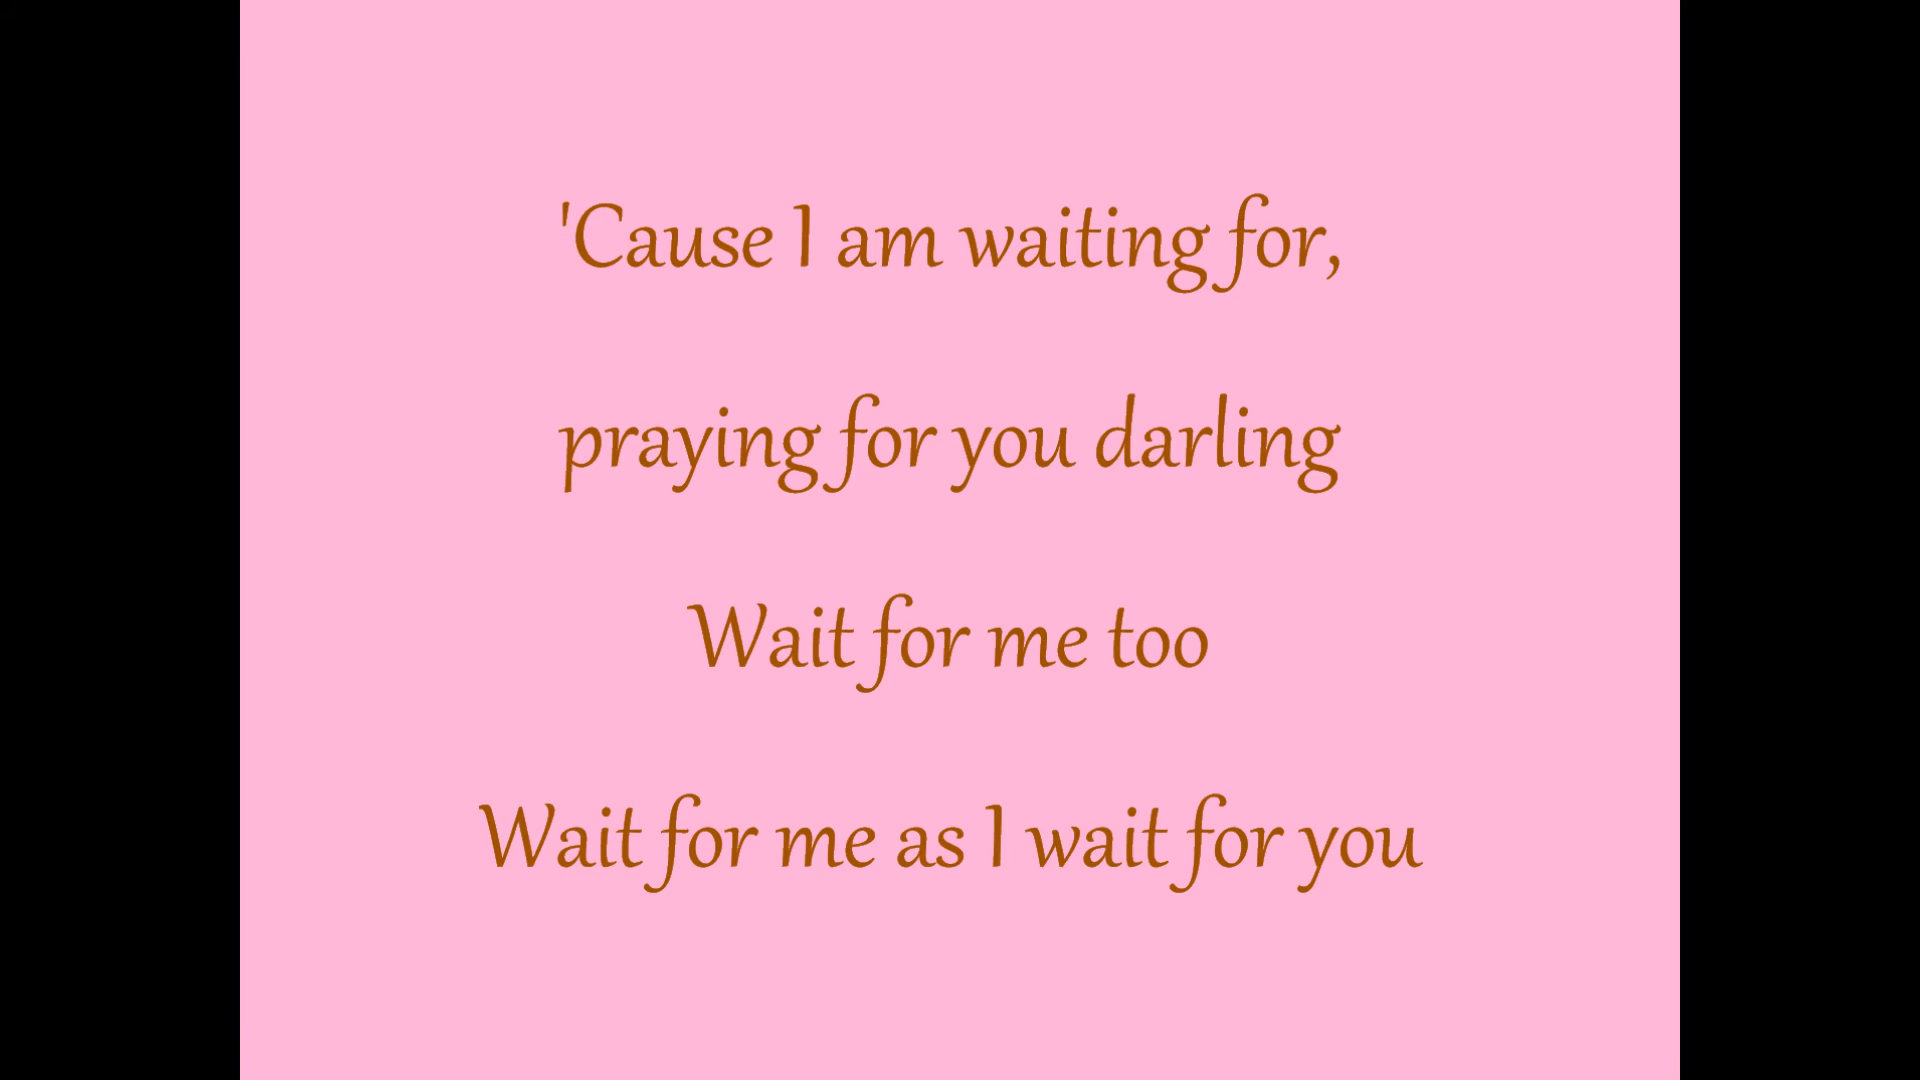 'Cause I am waiting for,
praying for you darling
Wait for me too
Wait for me as I wait for you